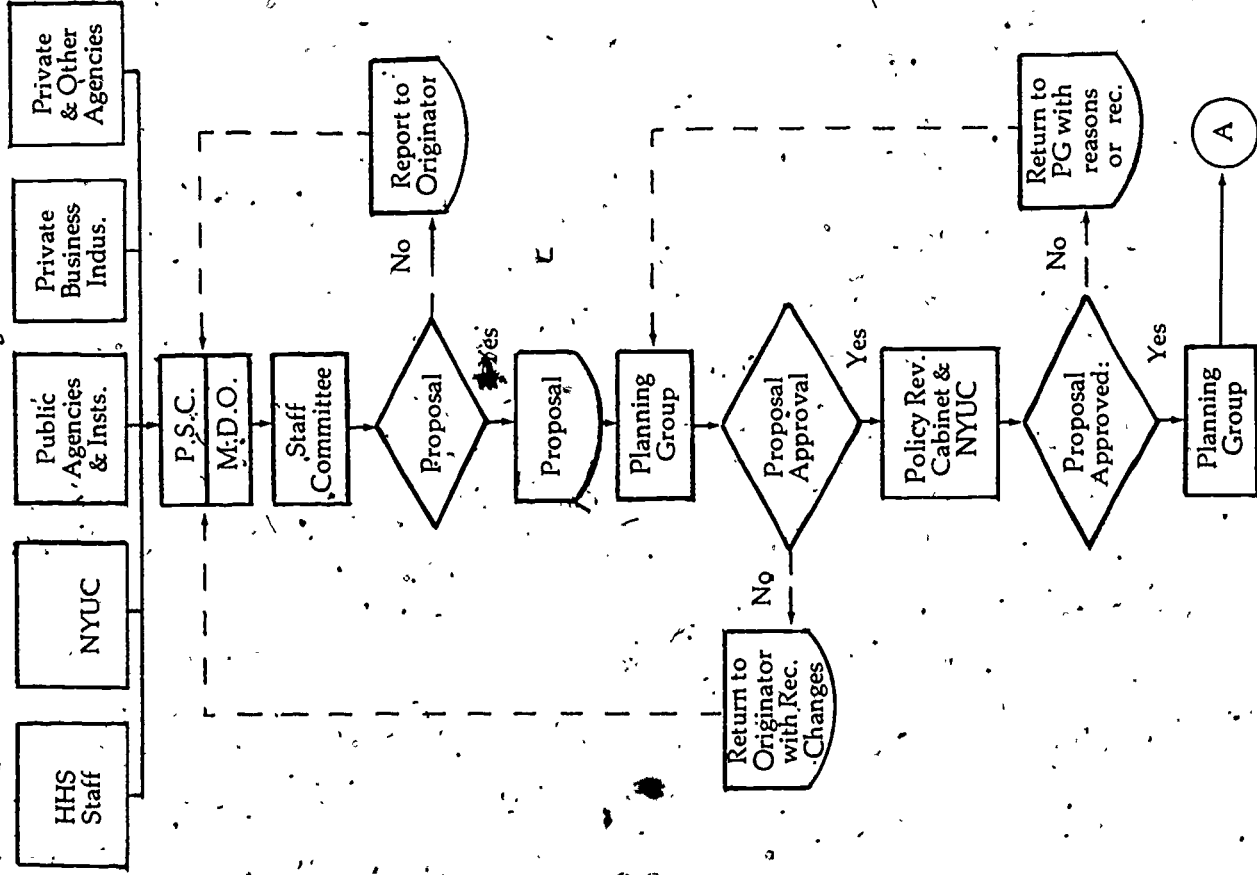 HHS
Staff
NYUC
Public
Agencies
& Insts.
Private
Business
Indus.
Private
& Other
Agencies
P.S.C.
M.D.O.
Staff
Committee
Proposal
No
Report to
Originator
Yes
Proposal
Planning
Group
Proposal
Approval
No
Return to
Originator
with Rec.
Changes
Yes
Policy Rev.
Cabinet &
NYUC
Proposal
Approved:
No
Return to
PG with
reasons
or rec.
Yes
Planning
Group
A